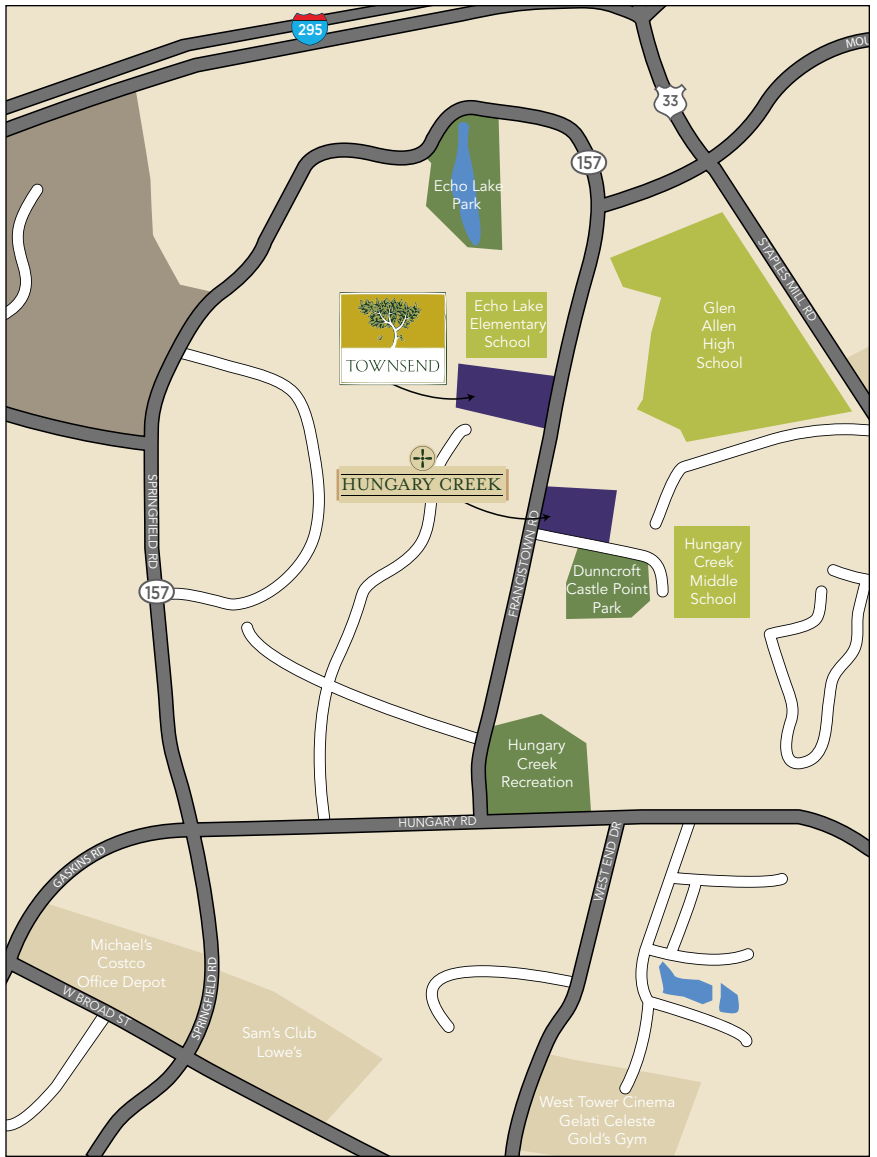 295
MOU
33
157
Echo Lake
Park
STAPLES MILL RD
Echo Lake
Elementary
School
Glen
Allen
High
School
TOWNSEND
HUNGARY CREEK
SPRINGFIELD RD
FRANCISTOWN RD
Hungary
Creek
Middle
School
Dunncroft
Castle Point
Park
157
Hungary
Creek
Recreation
HUNGARY RD
WEST END DR
GASKINS RD
Michael's
Costco
Office Depot
W BROAD ST
SPRINGFIELD RD
Sam's Club
Lowe's
West Tower Cinema
Gelati Celeste
Gold's Gym